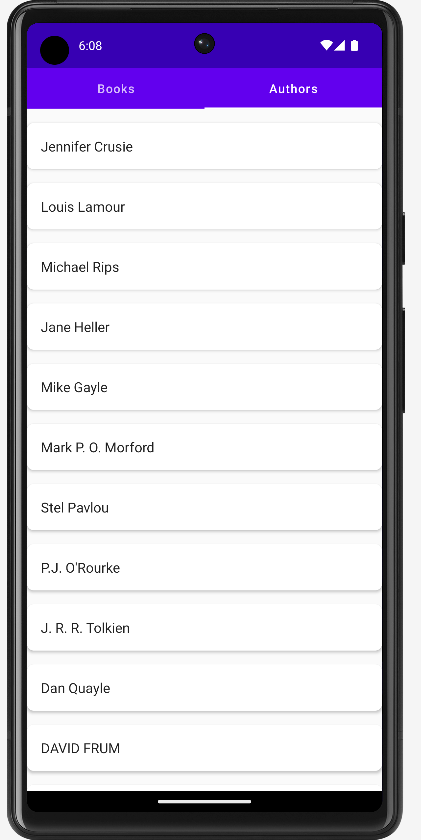 6:08
Books Authors
Jennifer Crusie
Louis Lamour
Michael Rips
Jane Heller
Mike Gayle
Mark P. O. Morford
Stel Pavlou
P.J. O'Rourke
J. R. R. Tolkien
Dan Quayle
DAVID FRUM